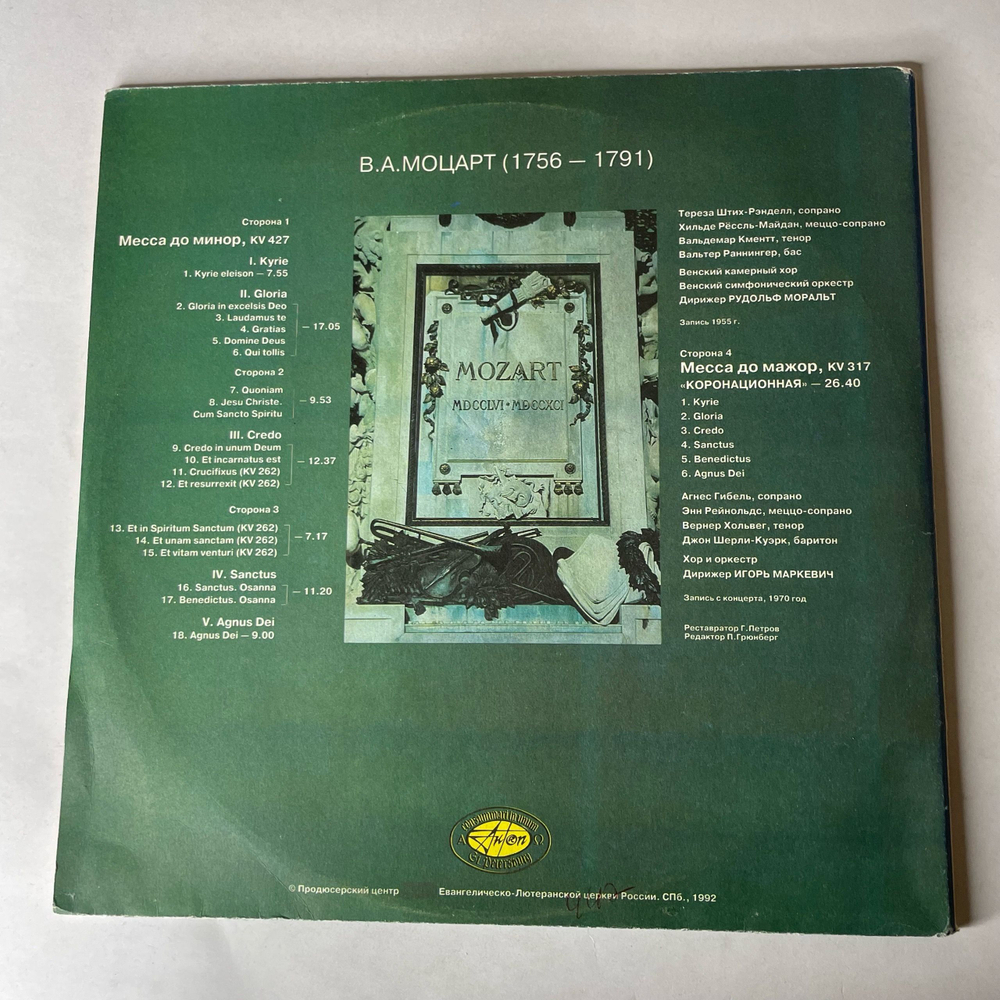 В.А.МОЦАРТ (1756 — 1791)
Сторона 1
Месса до минор, KV 427
I. Kyrie
1. Kyrie eleison — 7.55
II. Gloria
2. Gloria in excelsis Deo
3. Laudamus te
4. Gratias — 17.05
5. Domine Deus
6. Qui tollis
Сторона 2
7. Quoniam
8. Jesu Christe. — 9.53
Cum Sancto Spiritu
III. Credo
9. Credo in unum Deum
10. Et incarnatus est — 12.37
11. Crucifixus (KV 262)
12. Et resurrexit (KV 262)
Сторона 3
13. Et in Spiritum Sanctum (KV 262)
14. Et unam sanctam (KV 262) — 7.17
15. Et vitam venturi (KV 262)
IV. Sanctus
16. Sanctus. Osanna — 11.20
17. Benedictus. Osanna
V. Agnus Dei
18. Agnus Dei — 9.00
MOZART
MDCCLVI • MDCCXCI
Тереза Штих-Рэнделл, сопрано
Хильде Рёссль-Майдан, меццо-сопрано
Вальдемар Кментт, тенор
Вальтер Раннингер, бас
Венский камерный хор
Венский симфонический оркестр
Дирижер РУДОЛЬФ МОРАЛЬТ
Запись 1955 г.
Сторона 4
Месса до мажор, KV 317
«КОРОНАЦИОННАЯ» — 26.40
1. Kyrie
2. Gloria
3. Credo
4. Sanctus
5. Benedictus
6. Agnus Dei
Агнес Гибель, сопрано
Энн Рейнольдс, меццо-сопрано
Вернер Хольвег, тенор
Джон Шерли-Куэрк, баритон
Хор и оркестр
Дирижер ИГОРЬ МАРКЕВИЧ
Запись с концерта, 1970 год
Реставратор Г.Петров
Редактор П.Грюнберг
А Антоп Ω
St. Petersburg
© Продюсерский центр Евангелическо-Лютеранской церкви России. СПб., 1992